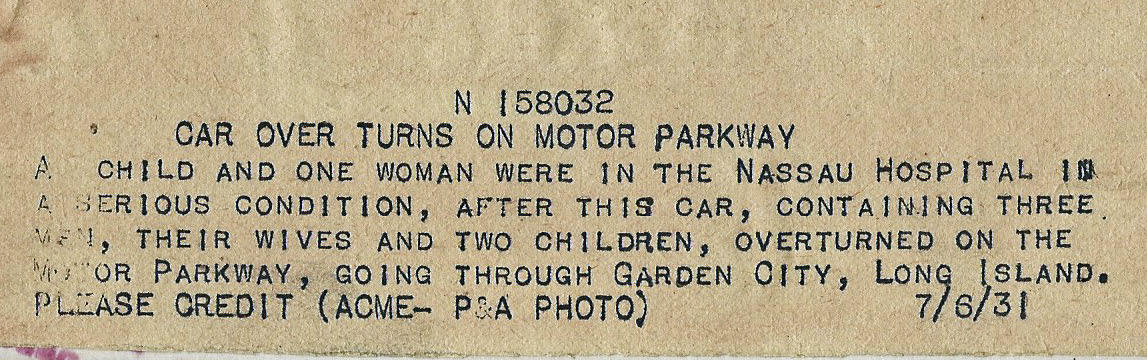 N 158032
CAR OVER TURNS ON MOTOR PARKWAY
A CHILD AND ONE WOMAN WERE IN THE NASSAU HOSPITAL IN
A SERIOUS CONDITION, AFTER THIS CAR, CONTAINING THREE
MEN, THEIR WIVES AND TWO CHILDREN, OVERTURNED ON THE
MOTOR PARKWAY, GOING THROUGH GARDEN CITY, LONG ISLAND.
PLEASE CREDIT (ACME- P&A PHOTO) 7/6/31